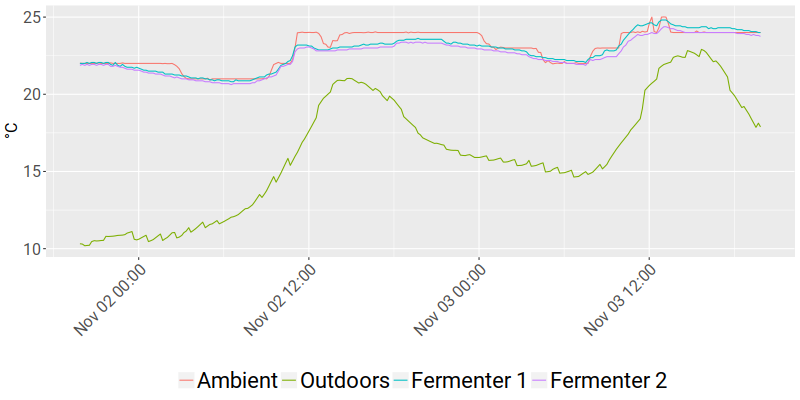 25
20
15
10
°C
Nov 02 00:00
Nov 02 12:00
Nov 03 00:00
Nov 03 12:00
Ambient Outdoors Fermenter 1 Fermenter 2